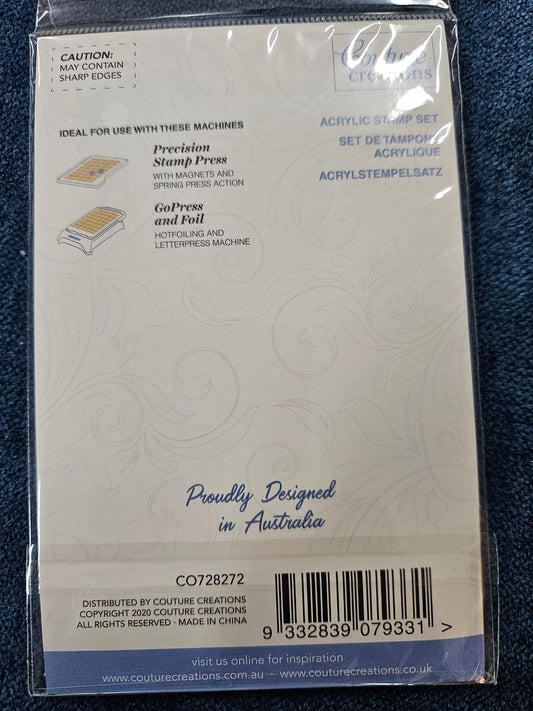 CAUTION:
MAY CONTAIN
SHARP EDGES
Couture
creations
IDEAL FOR USE WITH THESE MACHINES
Precision
Stamp Press
WITH MAGNETS AND
SPRING PRESS ACTION
GoPress
and Foil
HOTFOILING AND
LETTERPRESS MACHINE
ACRYLIC STAMP SET
SET DE TAMPONS
ACRYLIQUE
ACRYLSTEMPELSATZ
Proudly Designed
in Australia
CO728272
DISTRIBUTED BY COUTURE CREATIONS
COPYRIGHT 2020 COUTURE CREATIONS
ALL RIGHTS RESERVED · MADE IN CHINA
9 332839 079331 >
visit us online for inspiration
www.couturecreations.com.au · www.couturecreations.co.uk